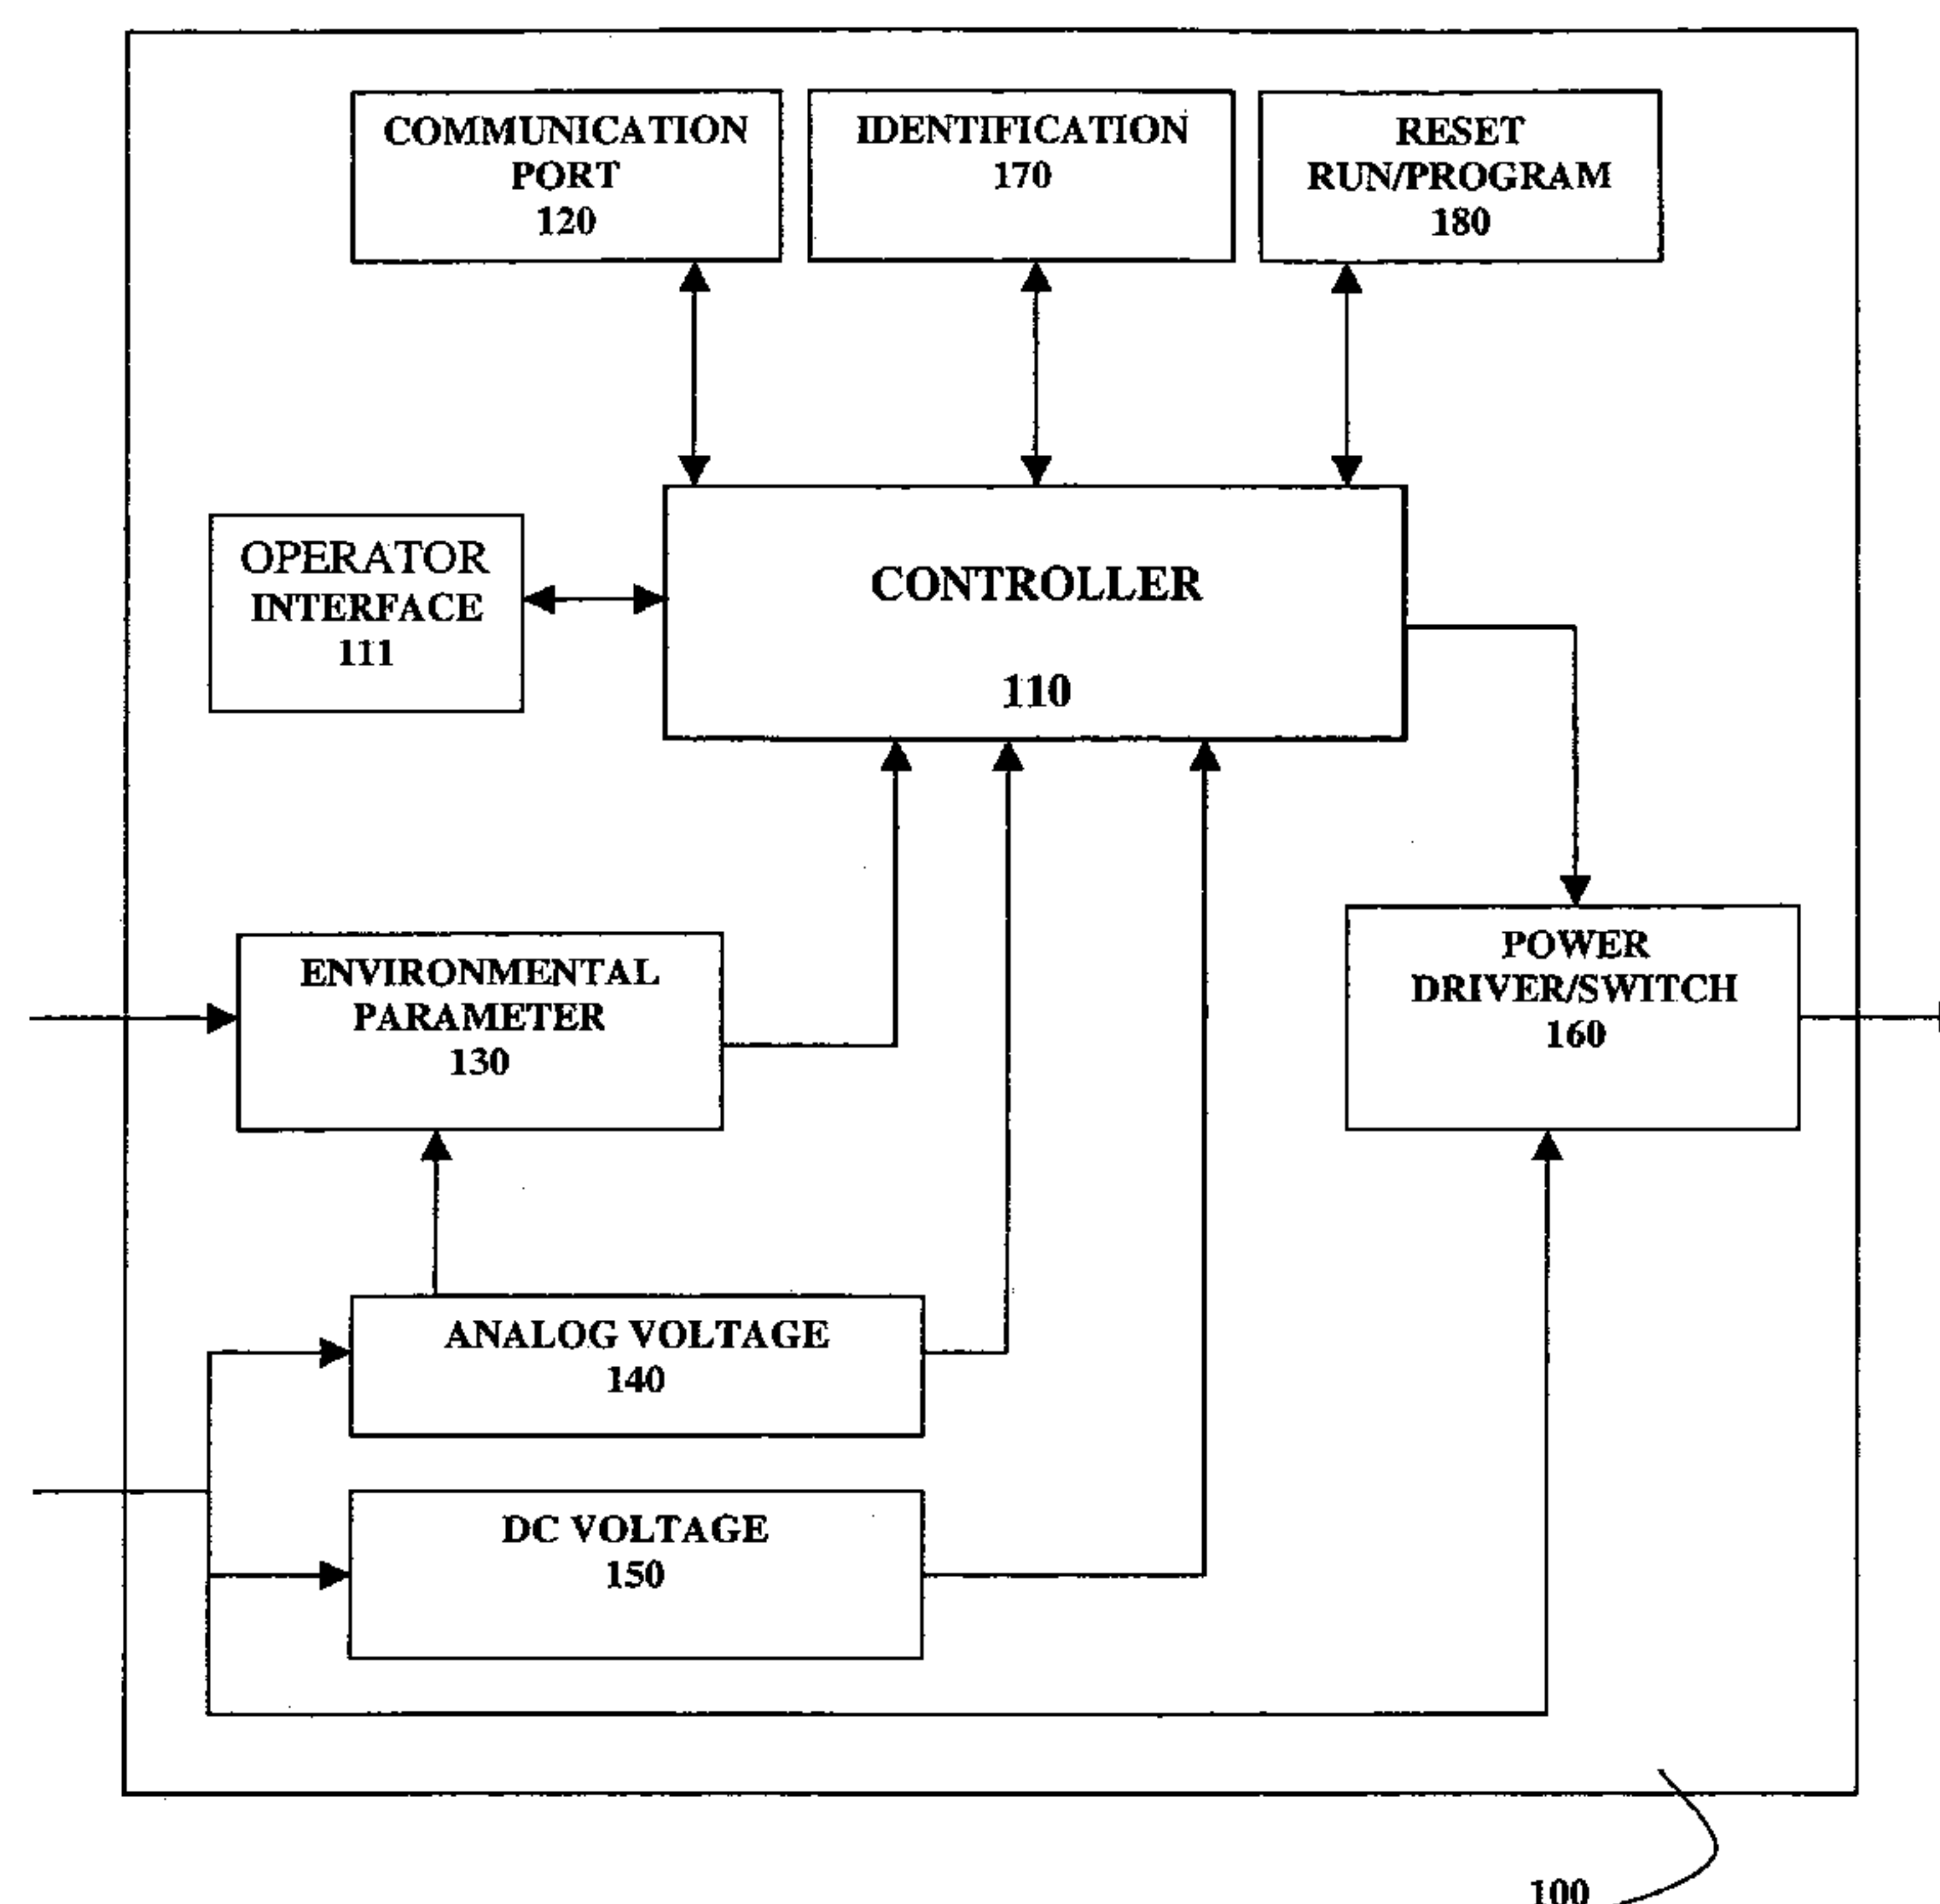 COMMUNICATION
PORT
120
IDENTIFICATION
170
RESET
RUN/PROGRAM
180
OPERATOR
INTERFACE
111
CONTROLLER
110
ENVIRONMENTAL
PARAMETER
130
POWER
DRIVER/SWITCH
160
ANALOG VOLTAGE
140
DC VOLTAGE
150
100